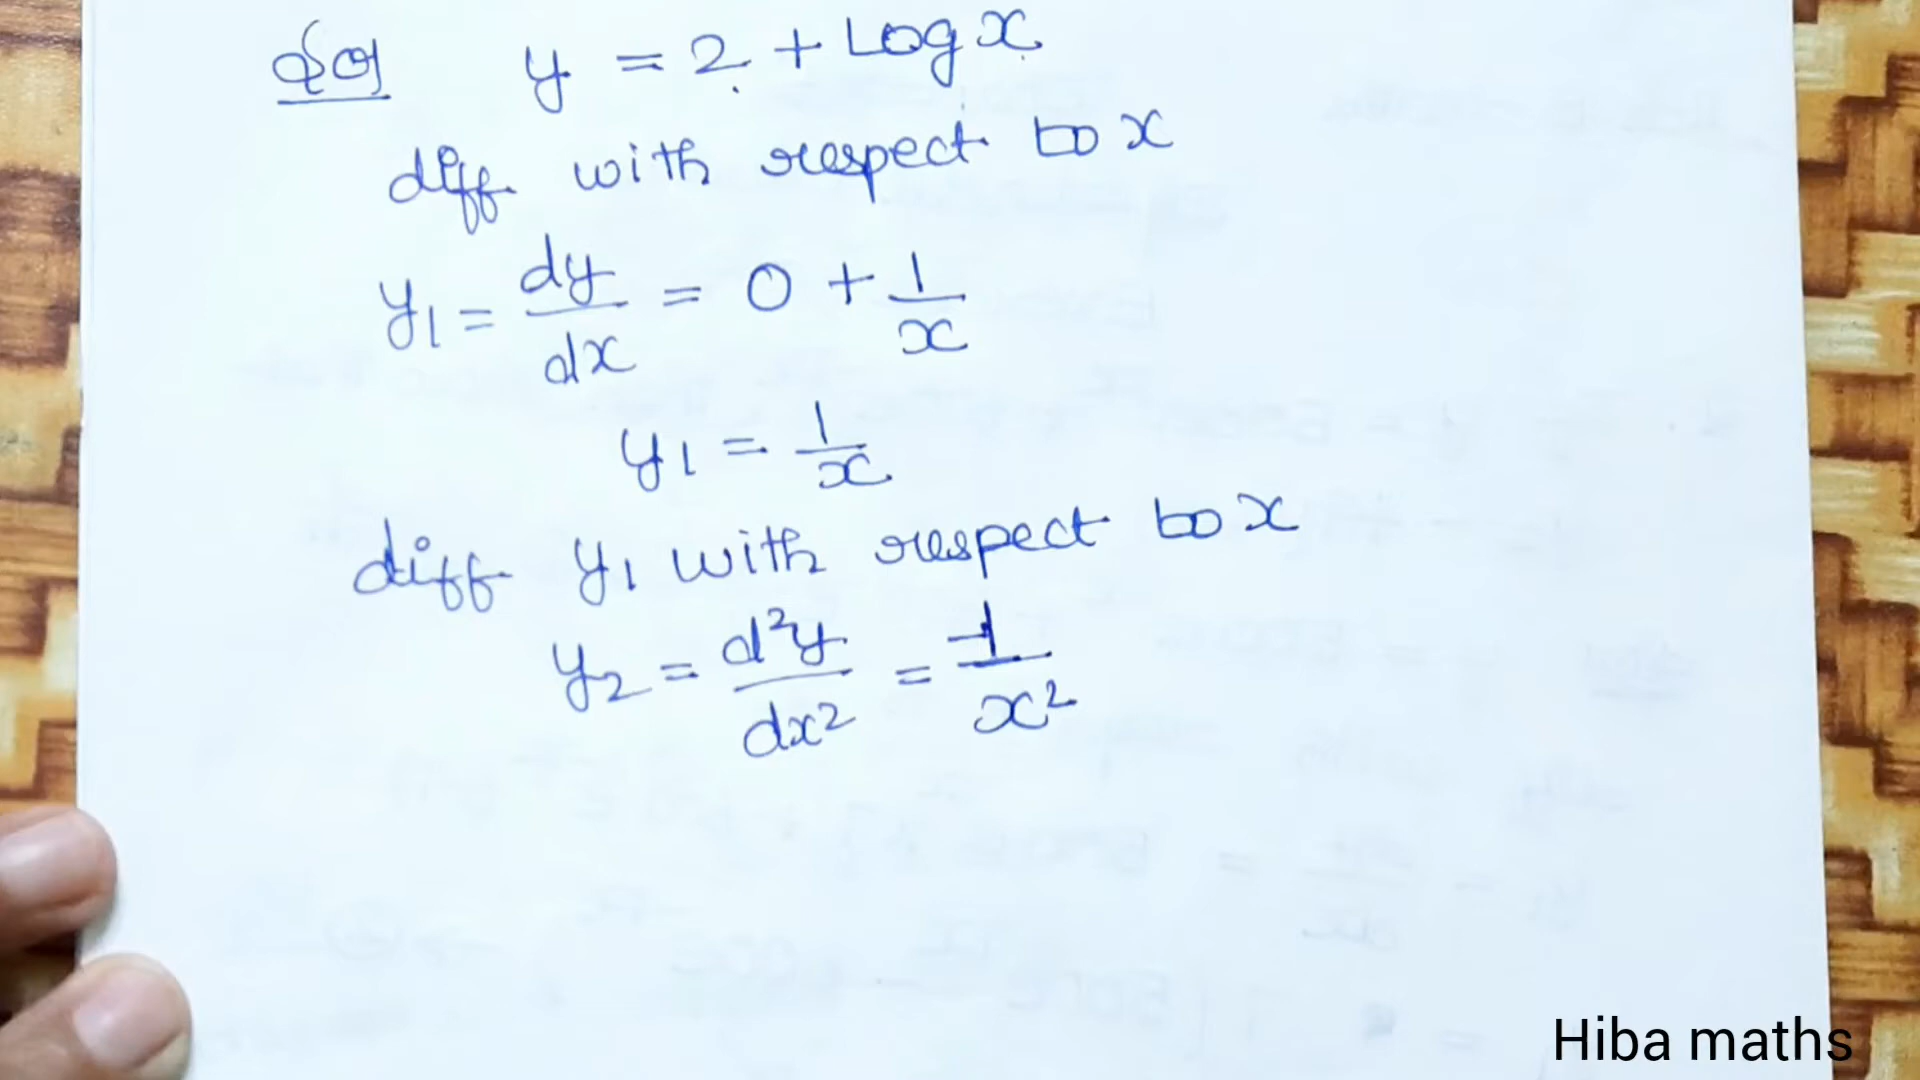 Sol y = 2 + Log x
diff with respect to x
y₁ = dy/dx = 0 + 1/x
y₁ = 1/x
diff y₁ with respect to x
y₂ = d²y/dx² = -1/x²
Hiba maths